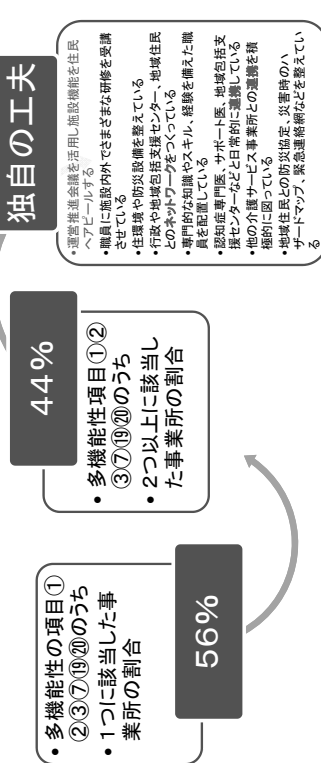 • 多機能性の項目①
②③⑦⑲⑳のうち
• 1つに該当した事
業所の割合
56%
44%
• 多機能性項目①②
③⑦⑲⑳のうち
• 2つ以上に該当し
た事業所の割合
独自の工夫
•運営推進会議を活用し施設機能を住民
へアピールする
•職員に施設内外でさまざまな研修を受講
させている
•住環境や防災設備を整えている
•行政や地域包括支援センター、地域住民
とのネットワークをつくっている
•専門的な知識やスキル、経験を備えた職
員を配置している
•認知症専門医、サポート医、地域包括支
援センターなどと日常的に連携している
•他の介護サービス事業所との連携を積
極的に図っている
•地域住民との防災協定、災害時のハ
ザードマップ、緊急連絡網などを整えてい
る